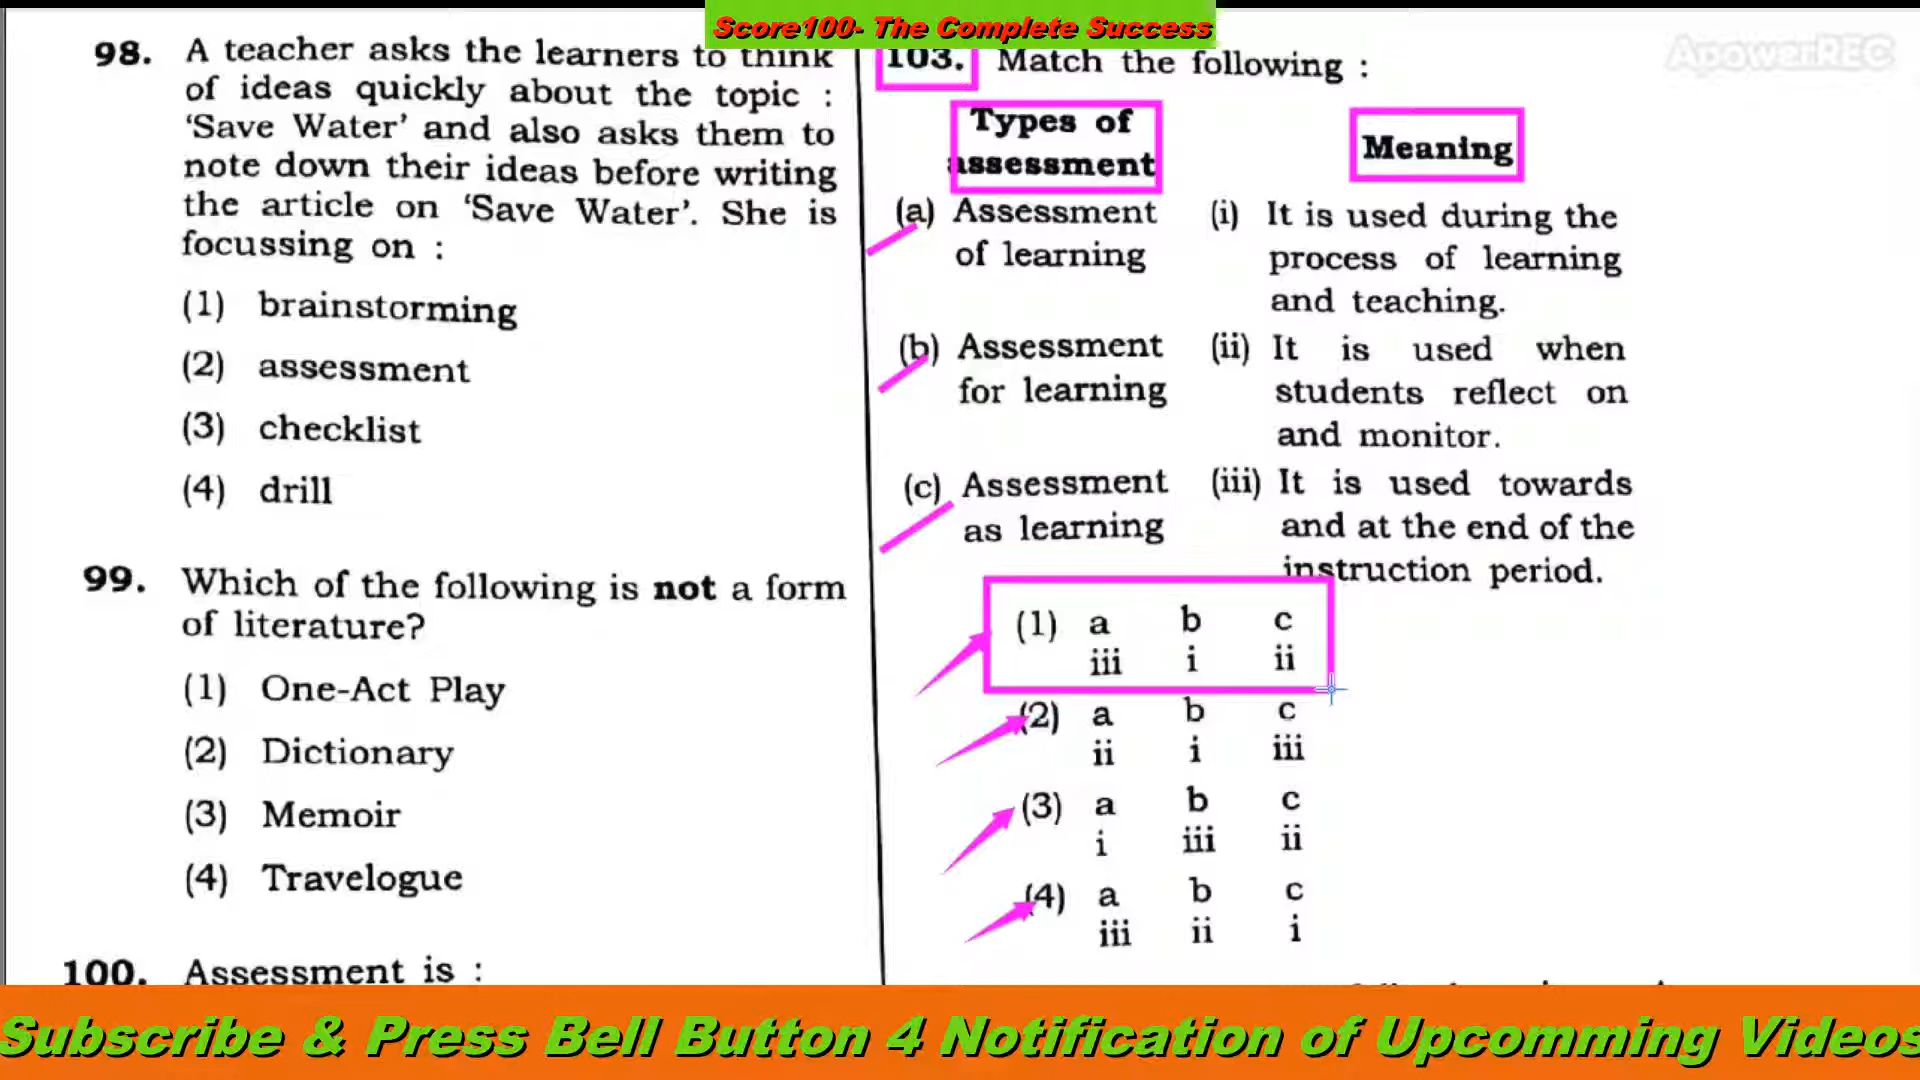 Score100- The Complete Success
ApowerREC
98. A teacher asks the learners to think
of ideas quickly about the topic :
‘Save Water’ and also asks them to
note down their ideas before writing
the article on ‘Save Water’. She is
focussing on :
(1) brainstorming
(2) assessment
(3) checklist
(4) drill
99. Which of the following is not a form
of literature?
(1) One-Act Play
(2) Dictionary
(3) Memoir
(4) Travelogue
100. Assessment is :
103. Match the following :
Types of
assessment
Meaning
(a) Assessment
of learning
(i) It is used during the
process of learning
and teaching.
(b) Assessment
for learning
(ii) It is used when
students reflect on
and monitor.
(c) Assessment
as learning
(iii) It is used towards
and at the end of the
instruction period.
(1) a b c
iii i ii
(2) a b c
ii i iii
(3) a b c
i iii ii
(4) a b c
iii ii i
Subscribe & Press Bell Button 4 Notification of Upcomming Videos